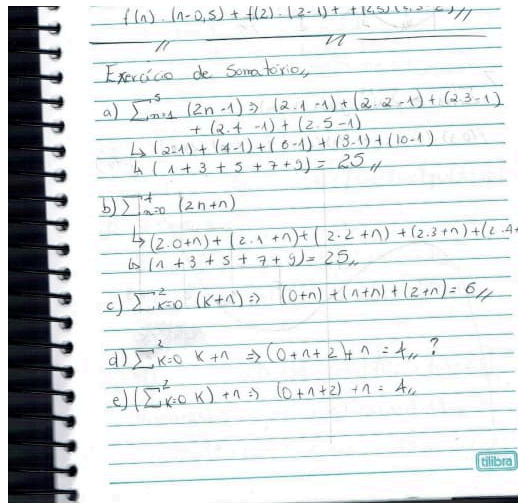 f(1) . (1-0,5) + f(2) . (2-1) +
Exercício de Somatório,,
a) ∑⁵n=1 (2n-1) => (2.1-1) + (2.2-1) + (2.3-1)
+ (2.4-1) + (2.5-1)
↳ (2-1) + (4-1) + (6-1) + (9-1) + (10-1)
↳ (1+3+5+7+9) = 25,,
b) ∑⁴n=0 (2n+1)
↳ (2.0+1) + (2.1+1) + (2.2+1) + (2.3+1) + (2.4+
↳ (1+3+5+7+9) = 25,,
c) ∑²k=0 (k+1) => (0+1) + (1+1) + (2+1) = 6,,
d) ∑²k=0 k+1 => (0+1+2) + 1 = 4,, ?
e) (∑²k=0 k) + 1 => (0+1+2) + 1 = 4,,
tilibra